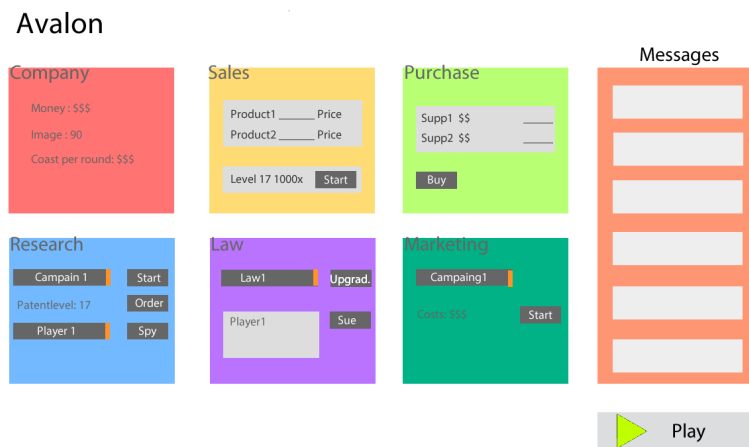 Avalon
Messages
Company
Money : $$$
Image : 90
Coast per round: $$$
Sales
Product1 ______ Price
Product2 ______ Price
Level 17 1000x Start
Purchase
Supp1 $$ _____
Supp2 $$ _____
Buy
Research
Campain 1 Start
Patentlevel: 17 Order
Player 1 Spy
Law
Law1 Upgrad.
Player1 Sue
Marketing
Campaing1
Costs: $$$ Start
Play